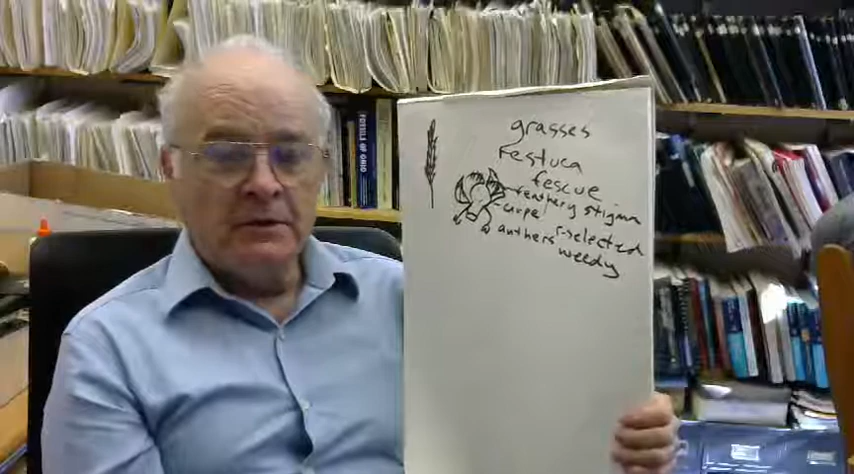 grasses
Festuca
fescue
feathery stigma
carpel
anthers r-selected
weedy
FOSSILS OF OHIO